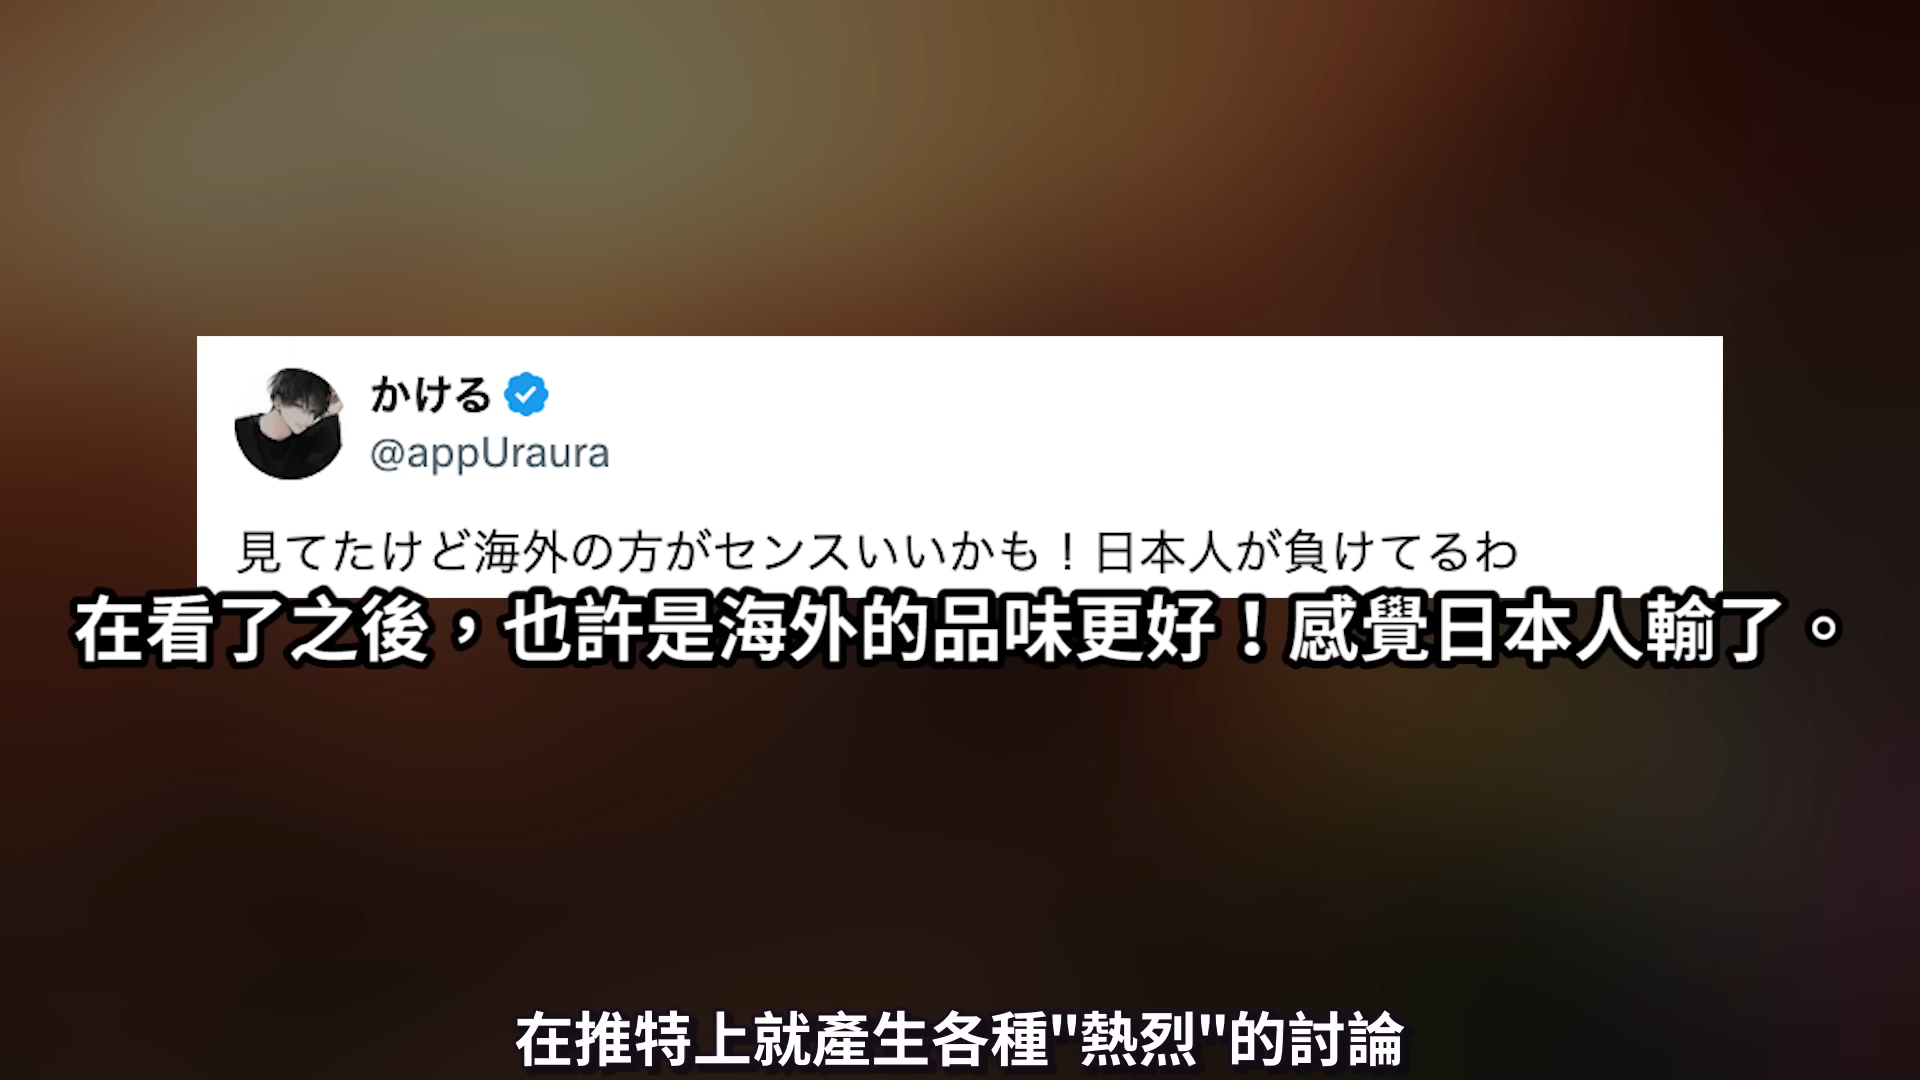 かける
@appUraura
見てたけど海外の方がセンスいいかも！日本人が負けてるわ
在看了之後，也許是海外的品味更好！感覺日本人輸了。
在推特上就產生各種"熱烈"的討論